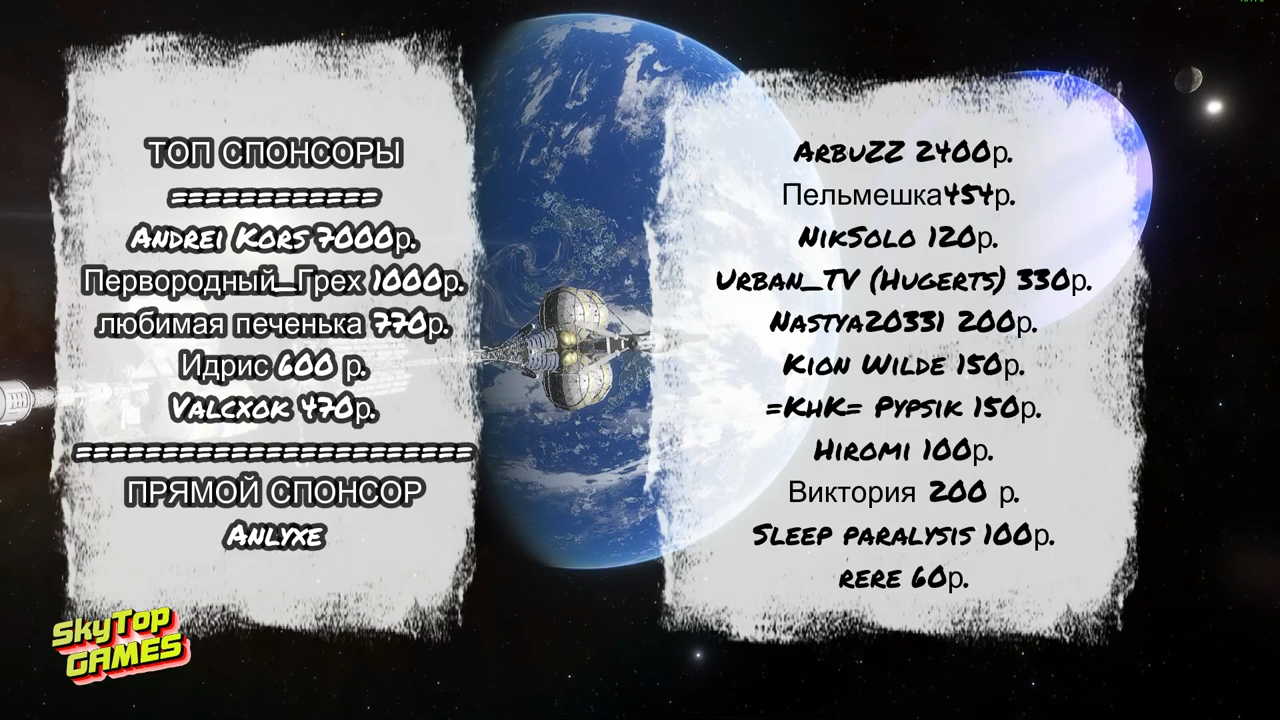 ТОП СПОНСОРЫ
============
Andrei Kors 7000р.
Первородный_Грех 1000р.
любимая печенька 770р.
Идрис 600 р.
Valcxok 470р.
=======================
ПРЯМОЙ СПОНСОР
Anlyxe
SkyTop
GAMES
ArbuZZ 2400р.
Пельмешка454р.
NikSolo 120р.
Urban_TV (Hugerts) 330р.
Nastya20331 200р.
Kion Wilde 150р.
=KHK= Pypsik 150р.
Hiromi 100р.
Виктория 200 р.
Sleep paralysis 100р.
rere 60р.